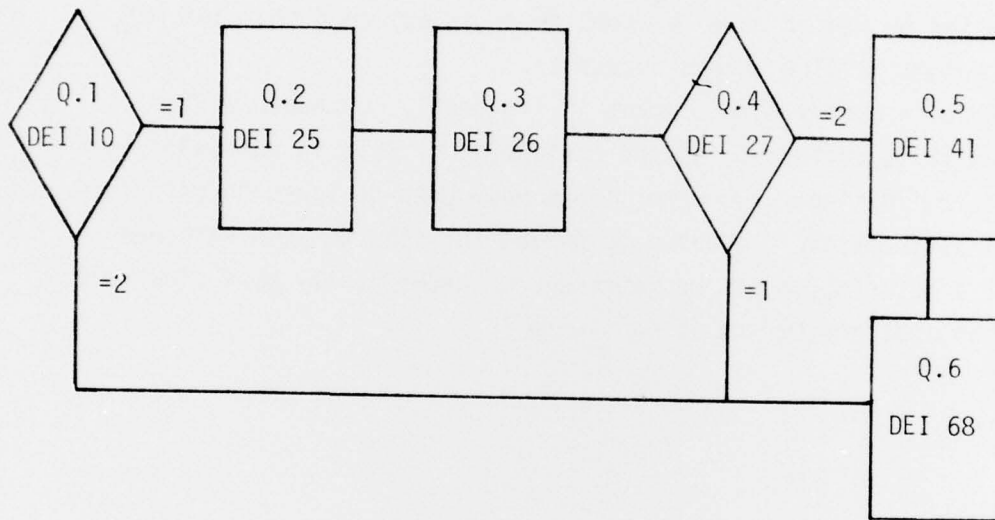 Q.1
DEI 10
=1
Q.2
DEI 25
Q.3
DEI 26
Q.4
DEI 27
=2
Q.5
DEI 41
=2
=1
Q.6
DEI 68